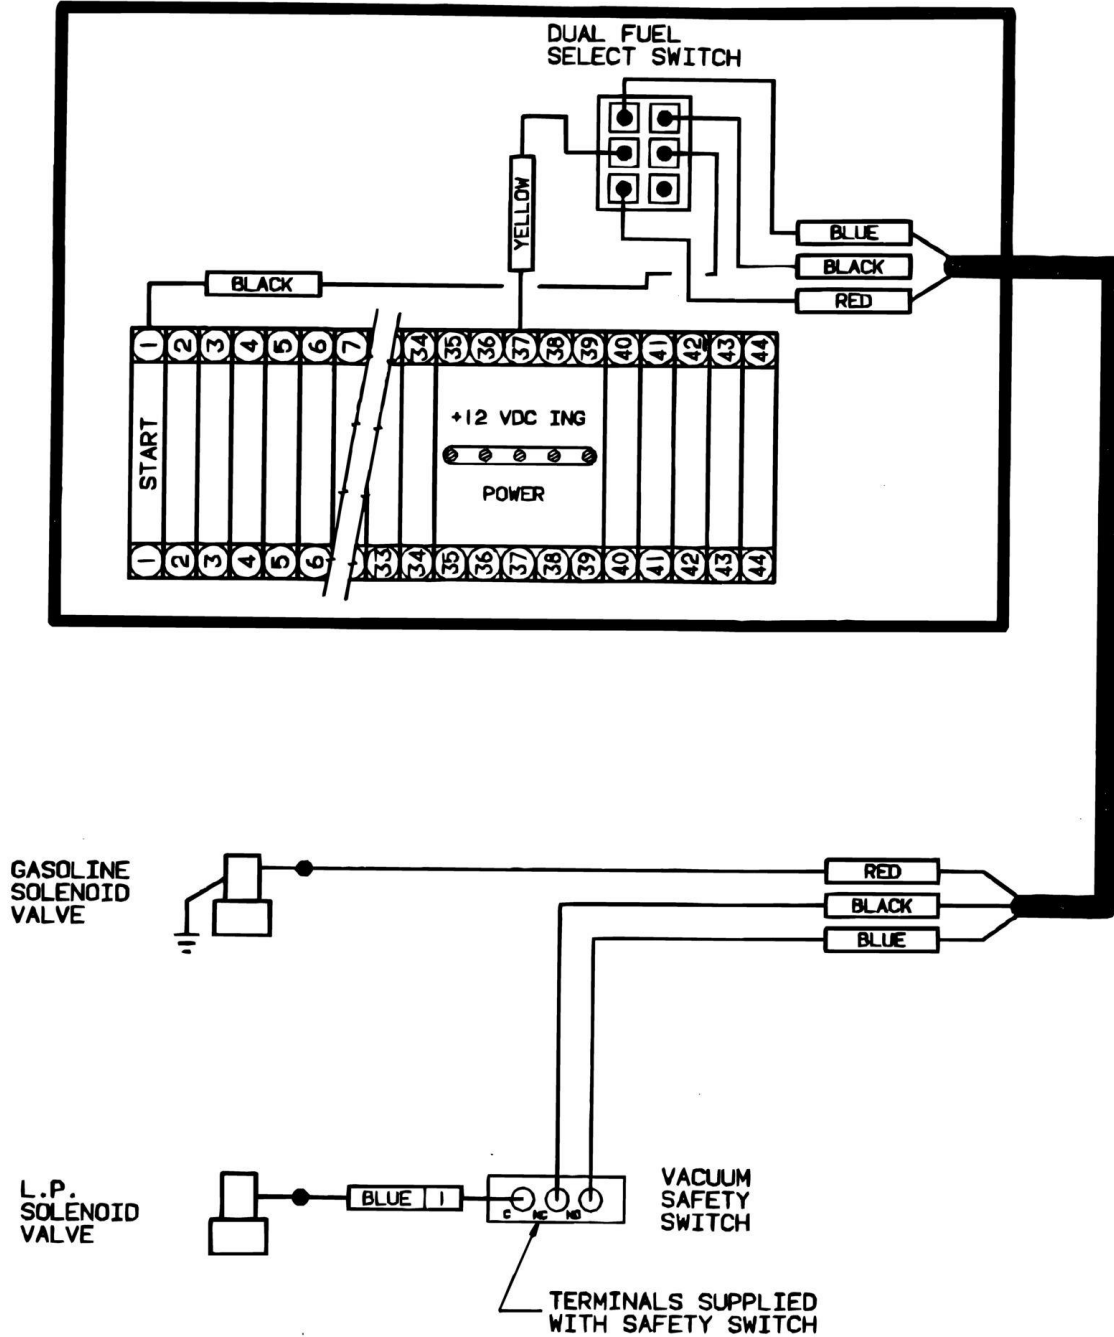 DUAL FUEL
SELECT SWITCH
YELLOW
BLUE
BLACK
RED
BLACK
1 2 3 4 5 6 7 34 35 36 37 38 39 40 41 42 43 44
START
+12 VDC ING
POWER
1 2 3 4 5 6 33 34 35 36 37 38 39 40 41 42 43 44
GASOLINE
SOLENOID
VALVE
RED
BLACK
BLUE
L.P.
SOLENOID
VALVE
BLUE 1
C NC NO
VACUUM
SAFETY
SWITCH
TERMINALS SUPPLIED
WITH SAFETY SWITCH